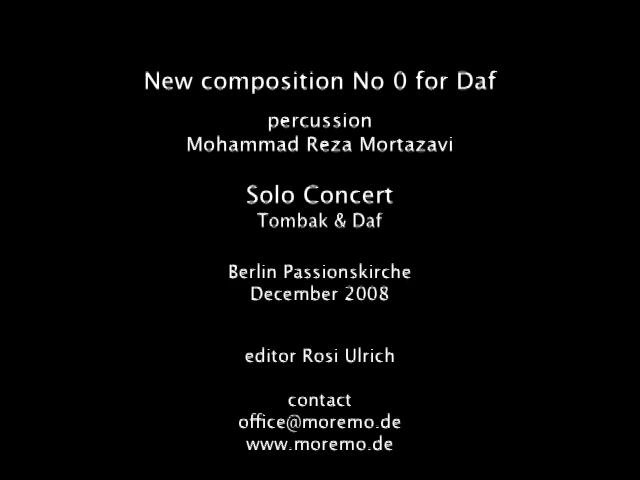 New composition No 0 for Daf
percussion
Mohammad Reza Mortazavi
Solo Concert
Tombak & Daf
Berlin Passionskirche
December 2008
editor Rosi Ulrich
contact
office@moremo.de
www.moremo.de